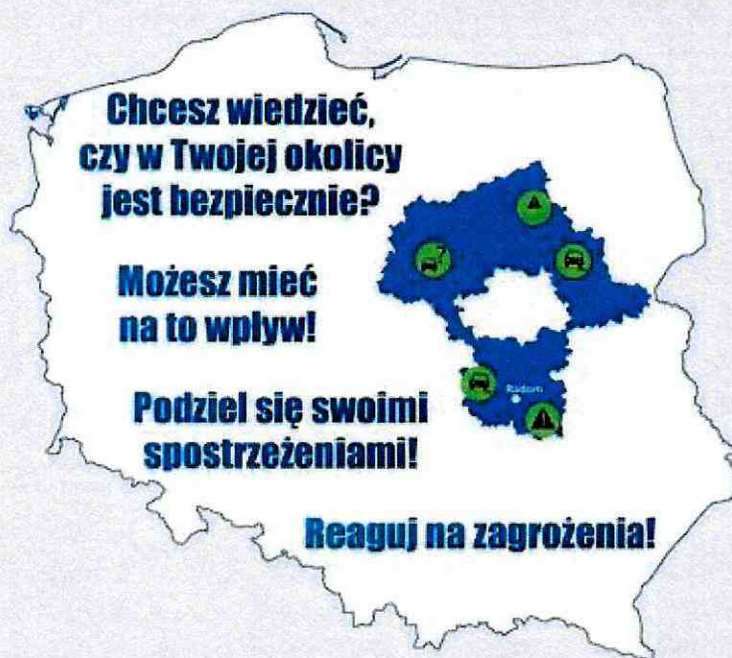 Chcesz wiedzieć,
czy w Twojej okolicy
jest bezpiecznie?
Możesz mieć
na to wpływ!
Radom
Podziel się swoimi
spostrzeżeniami!
Reaguj na zagrożenia!